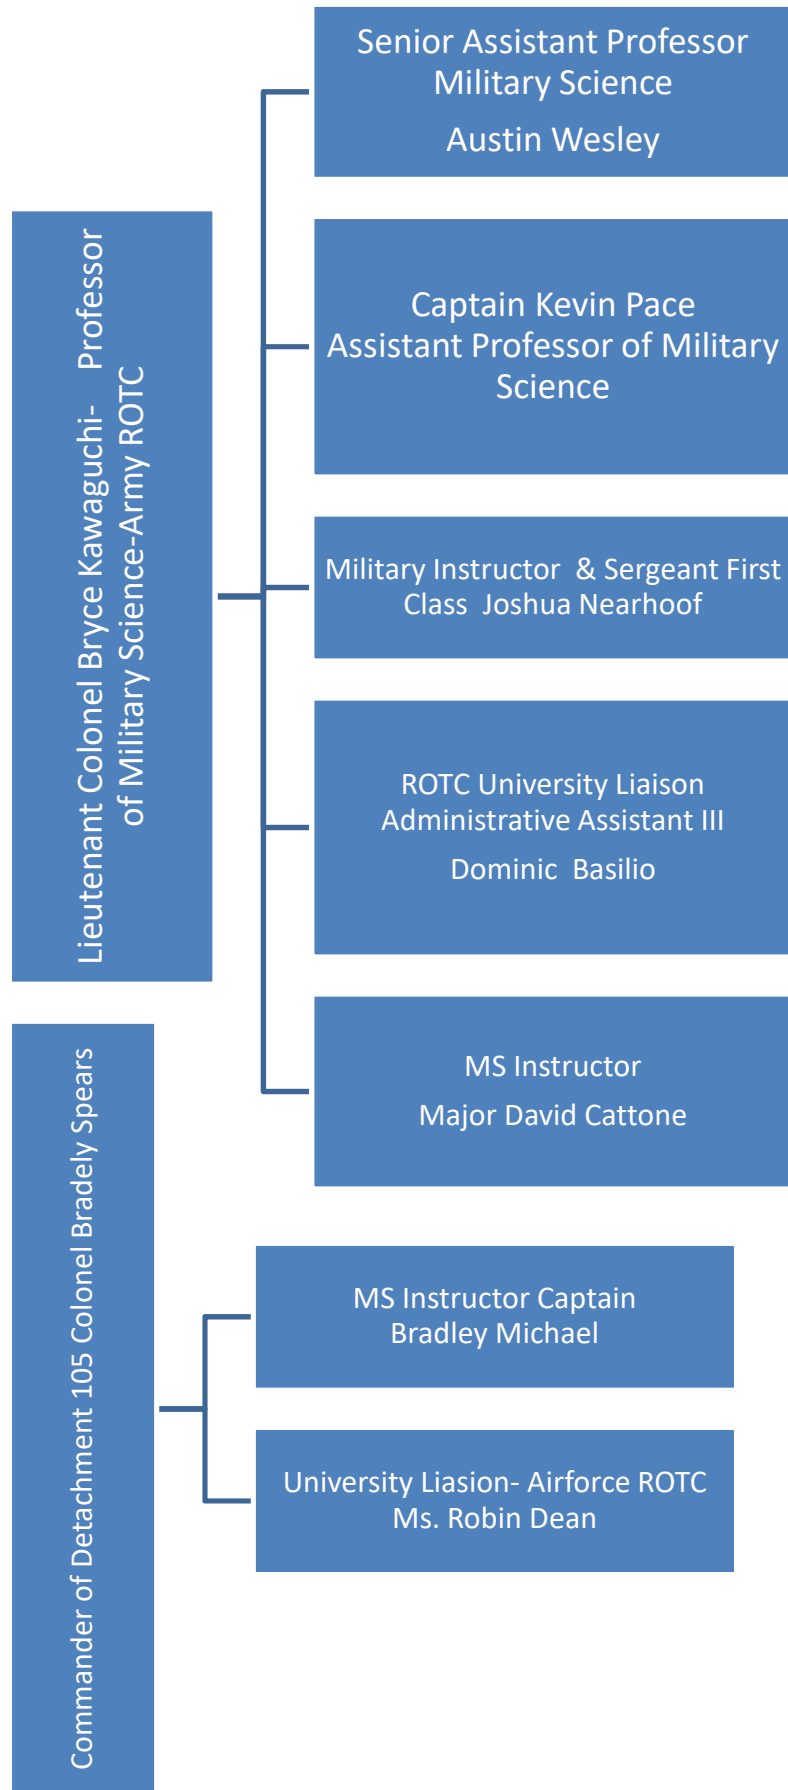 Lieutenant Colonel Bryce Kawaguchi- Professor
of Military Science-Army ROTC
Senior Assistant Professor
Military Science
Austin Wesley
Captain Kevin Pace
Assistant Professor of Military
Science
Military Instructor & Sergeant First
Class Joshua Nearhoof
ROTC University Liaison
Administrative Assistant III
Dominic Basilio
MS Instructor
Major David Cattone
Commander of Detachment 105 Colonel Bradely Spears
MS Instructor Captain
Bradley Michael
University Liasion- Airforce ROTC
Ms. Robin Dean